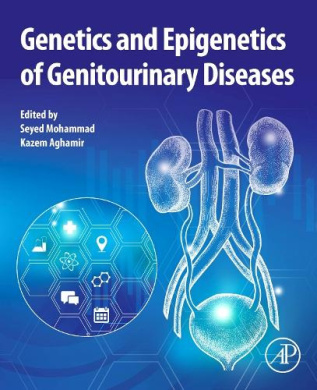 Genetics and Epigenetics
of Genitourinary Diseases
Edited by
Seyed Mohammad
Kazem Aghamir
AP